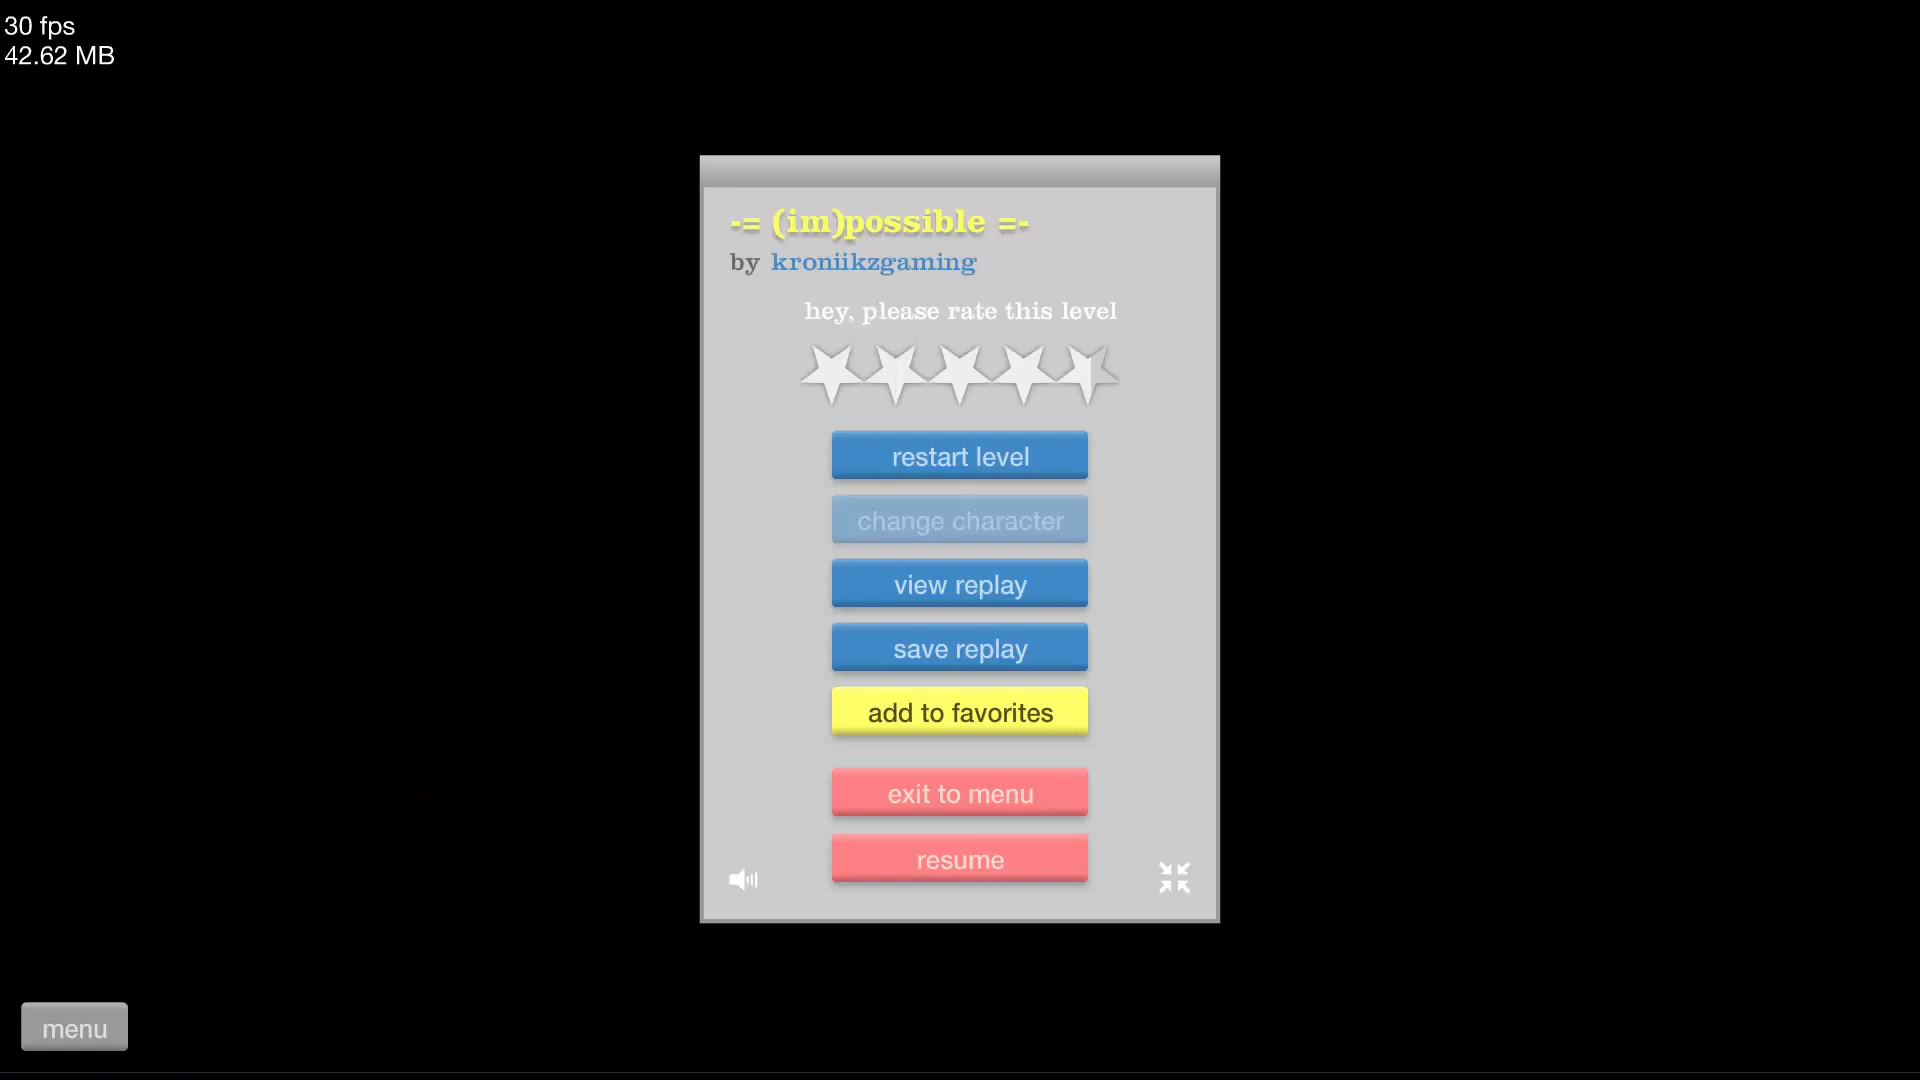 30 fps
42.62 MB
-= (im)possible =-
by kroniikzgaming
hey, please rate this level
restart level
change character
view replay
save replay
add to favorites
exit to menu
resume
menu